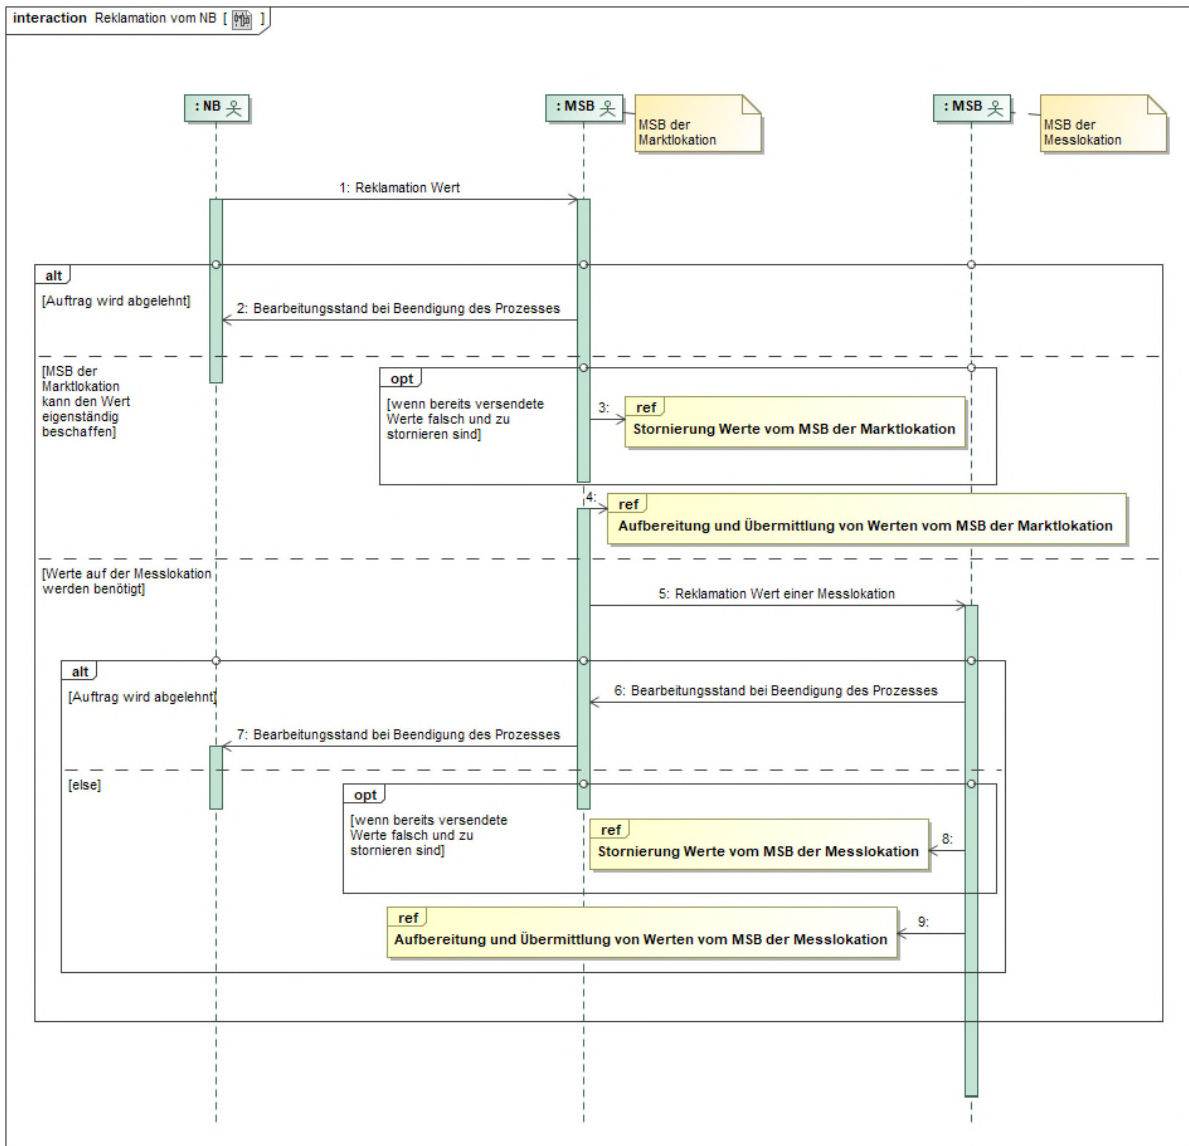 interaction Reklamation vom NB [ ]
: NB
: MSB
MSB der
Marktlokation
: MSB
MSB der
Messlokation
1: Reklamation Wert
alt
[Auftrag wird abgelehnt]
2: Bearbeitungsstand bei Beendigung des Prozesses
[MSB der
Marktlokation
kann den Wert
eigenständig
beschaffen]
opt
[wenn bereits versendete
Werte falsch und zu
stornieren sind]
3:
ref
Stornierung Werte vom MSB der Marktlokation
4:
ref
Aufbereitung und Übermittlung von Werten vom MSB der Marktlokation
[Werte auf der Messlokation
werden benötigt]
5: Reklamation Wert einer Messlokation
alt
[Auftrag wird abgelehnt]
6: Bearbeitungsstand bei Beendigung des Prozesses
7: Bearbeitungsstand bei Beendigung des Prozesses
[else]
opt
[wenn bereits versendete
Werte falsch und zu
stornieren sind]
ref
Stornierung Werte vom MSB der Messlokation
8:
ref
Aufbereitung und Übermittlung von Werten vom MSB der Messlokation
9: